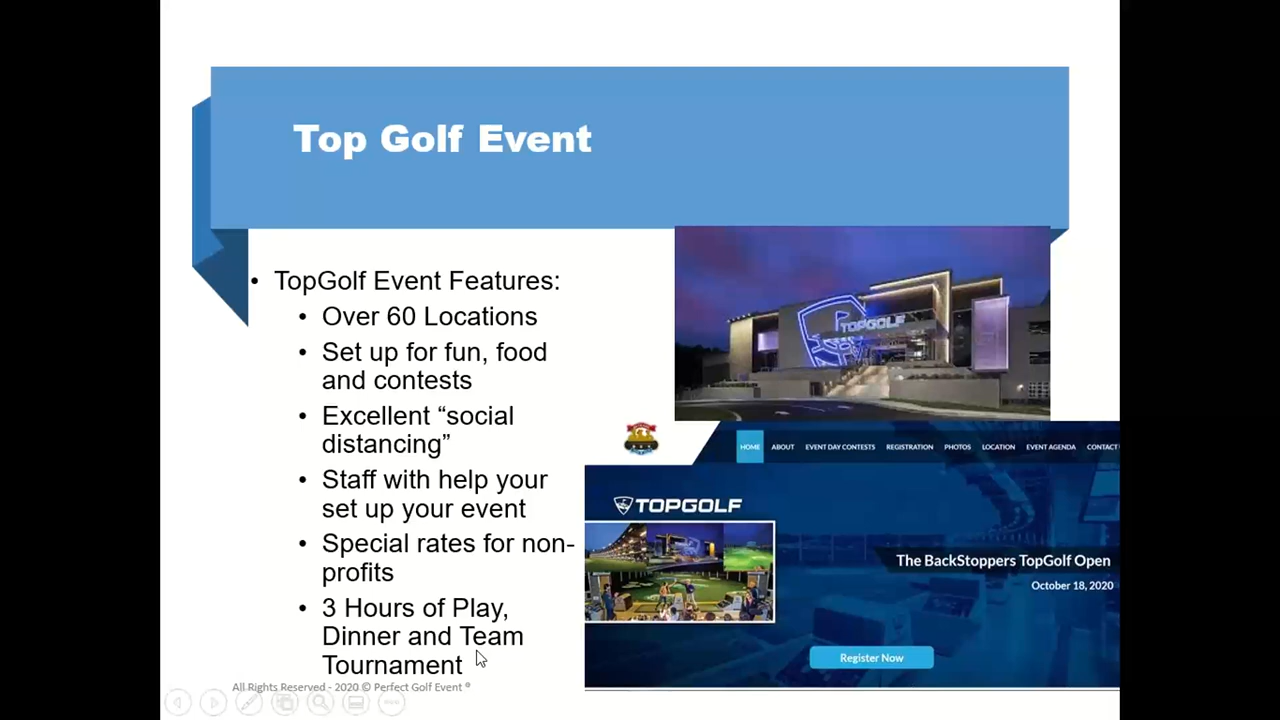 Top Golf Event
TopGolf Event Features:
Over 60 Locations
Set up for fun, food
and contests
Excellent “social
distancing”
Staff with help your
set up your event
Special rates for non-
profits
3 Hours of Play,
Dinner and Team
Tournament
All Rights Reserved - 2020 © Perfect Golf Event ®
TOPGOLF
HOME ABOUT EVENT DAY CONTESTS REGISTRATION PHOTOS LOCATION EVENT AGENDA CONTACT
TOPGOLF
The BackStoppers TopGolf Open
October 18, 2020
Register Now